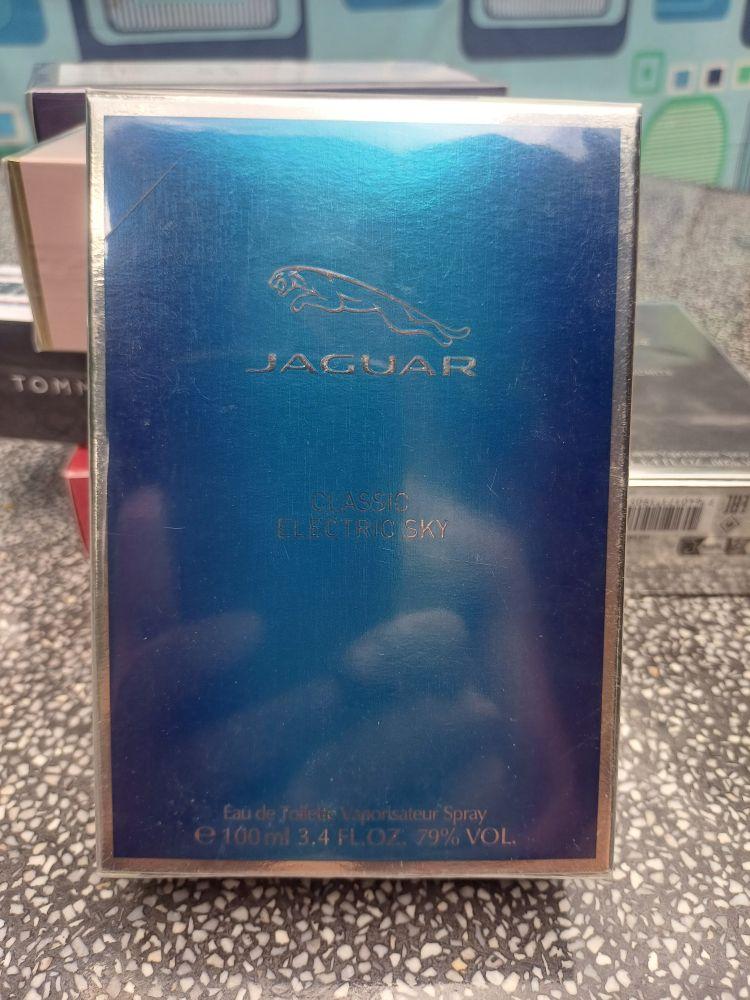 JAGUAR
CLASSIC
ELECTRIC SKY
Eau de Toilette Vaporisateur Spray
e 100 ml 3.4 FL.OZ. 79% VOL.
TOMM